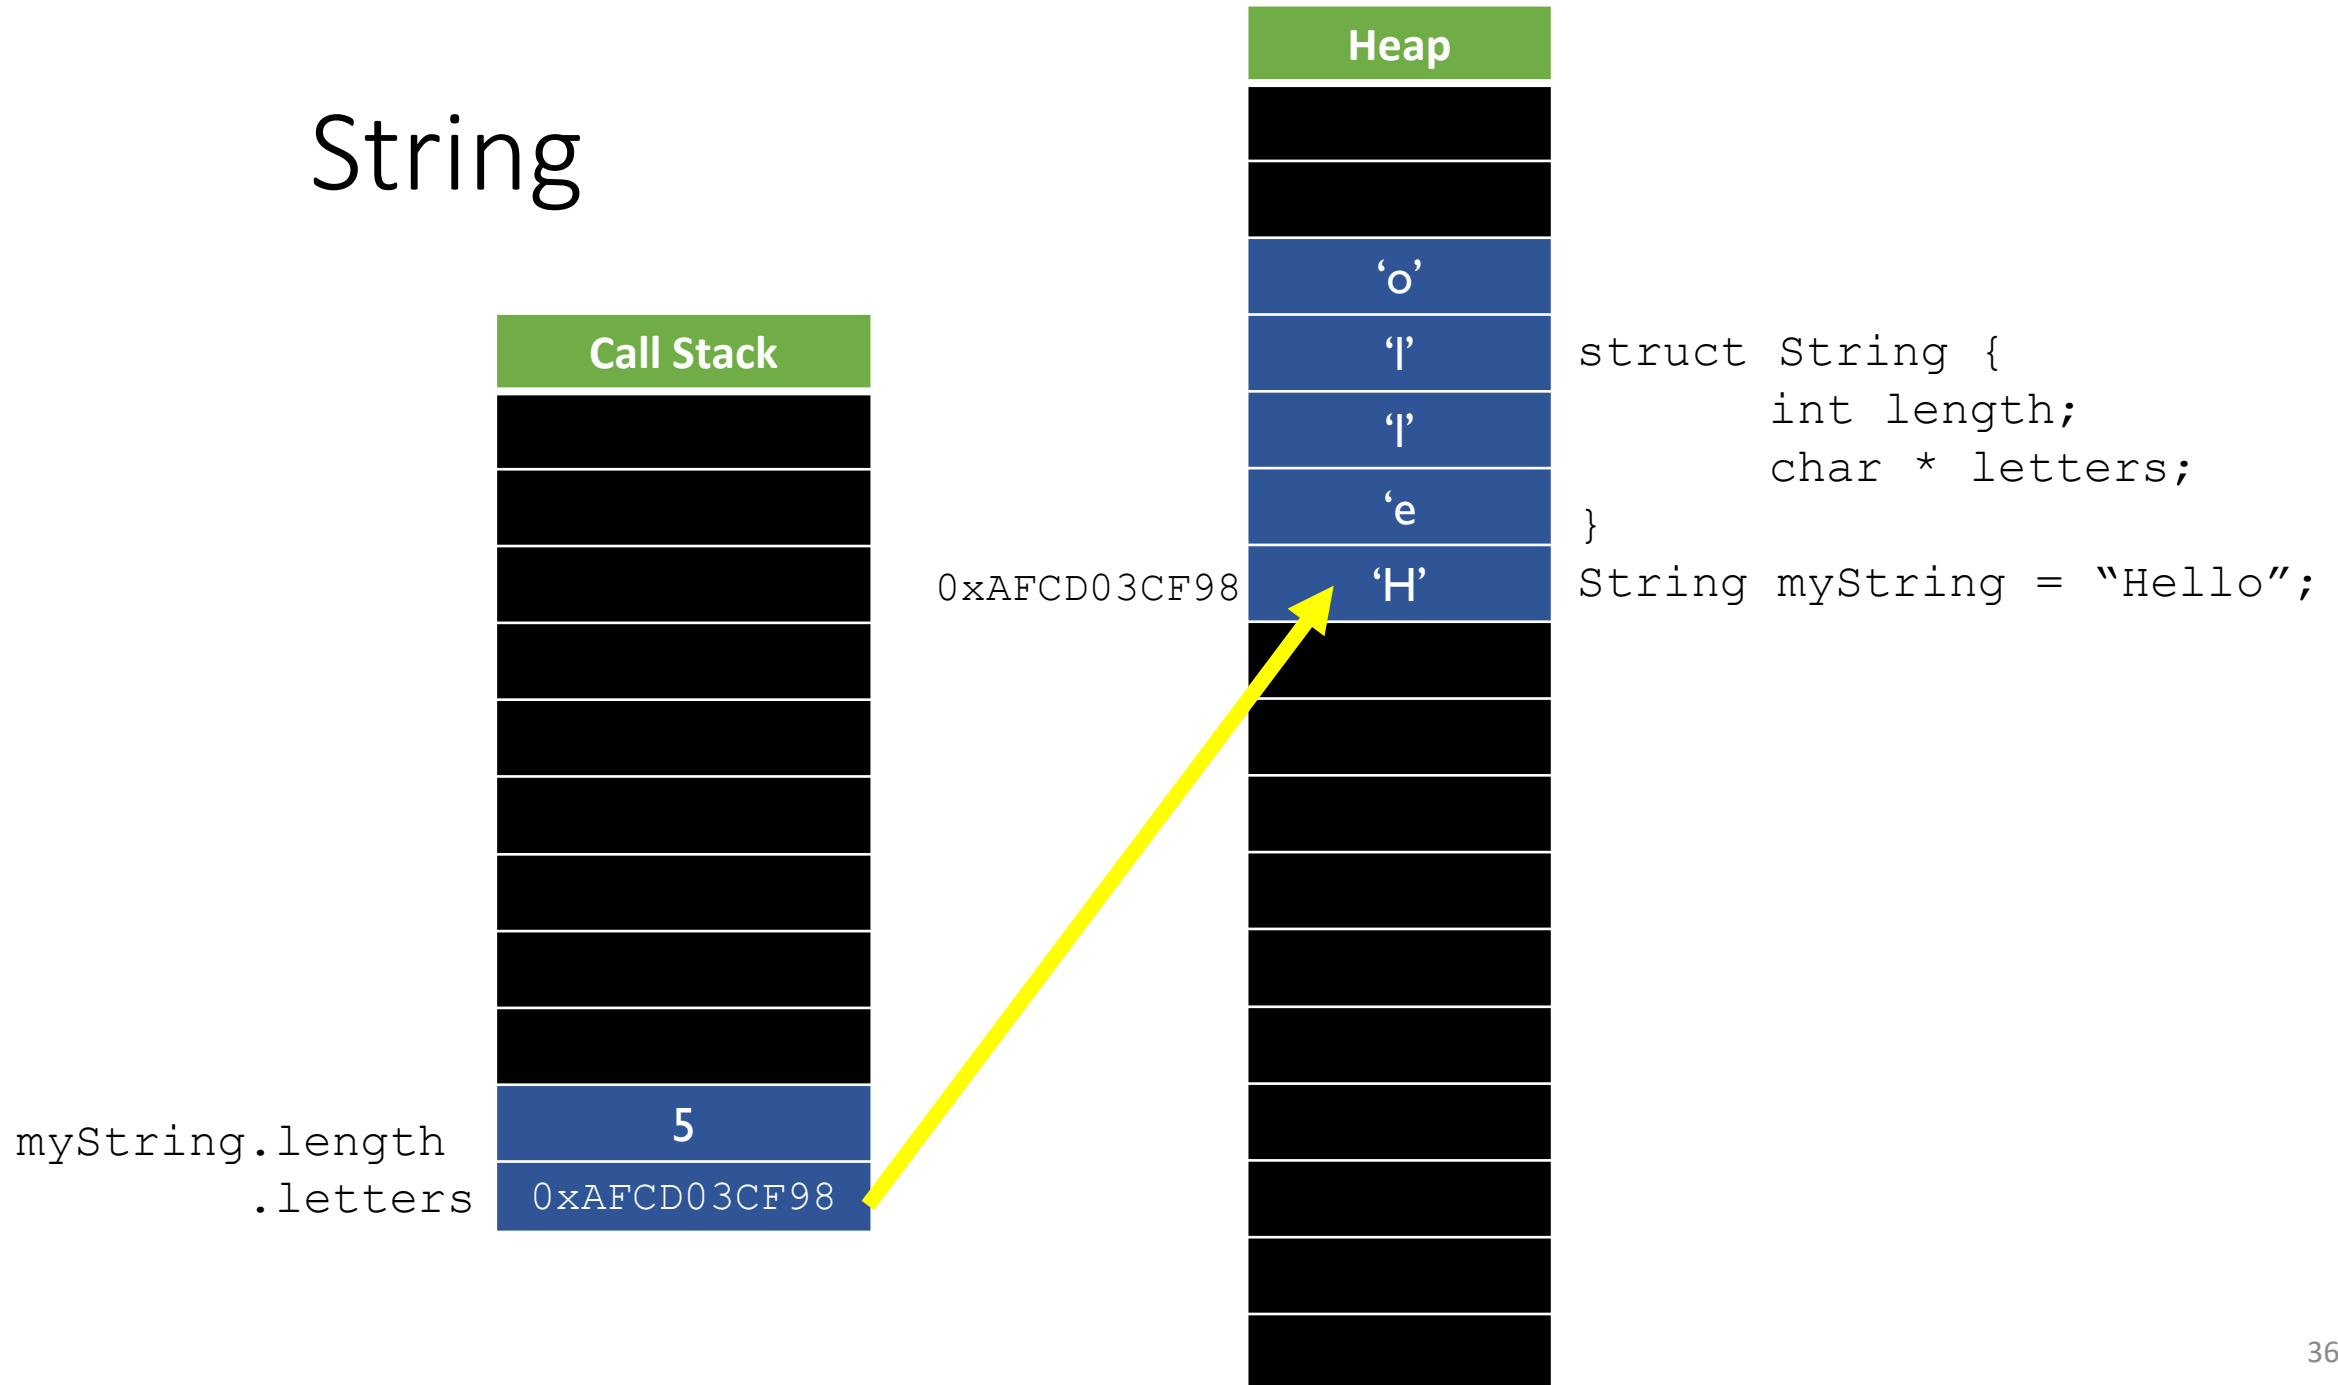 String
Call Stack
5
0xAFCD03CF98
myString.length
.letters
Heap
‘o’
‘l’
‘l’
‘e
‘H’
0xAFCD03CF98
struct String {
int length;
char * letters;
}
String myString = “Hello”;
36